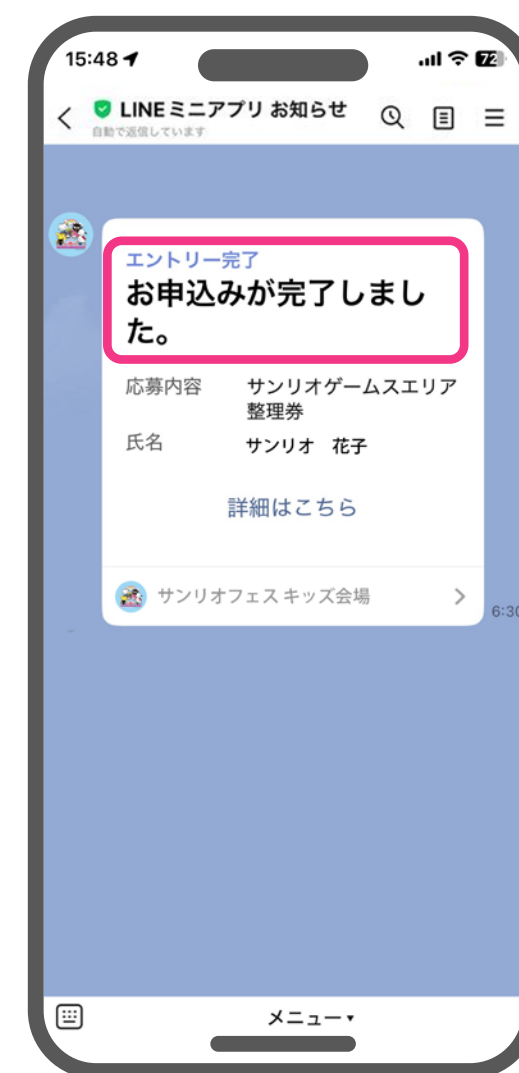 15:48
72
LINEミニアプリ お知らせ
自動で返信しています
エントリー完了
お申込みが完了しまし
た。
応募内容 サンリオゲームスエリア
整理券
氏名 サンリオ 花子
詳細はこちら
サンリオフェス キッズ会場
6:30
メニュー▾